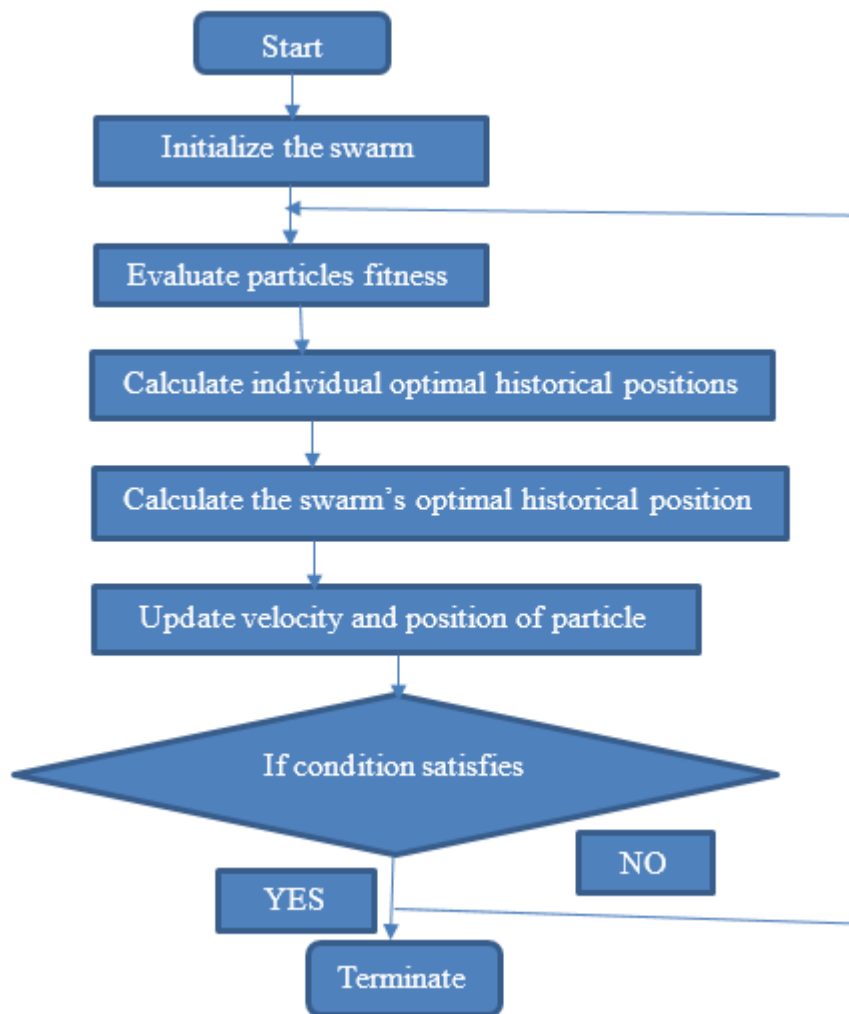 Start
Initialize the swarm
Evaluate particles fitness
Calculate individual optimal historical positions
Calculate the swarm’s optimal historical position
Update velocity and position of particle
If condition satisfies
NO
YES
Terminate